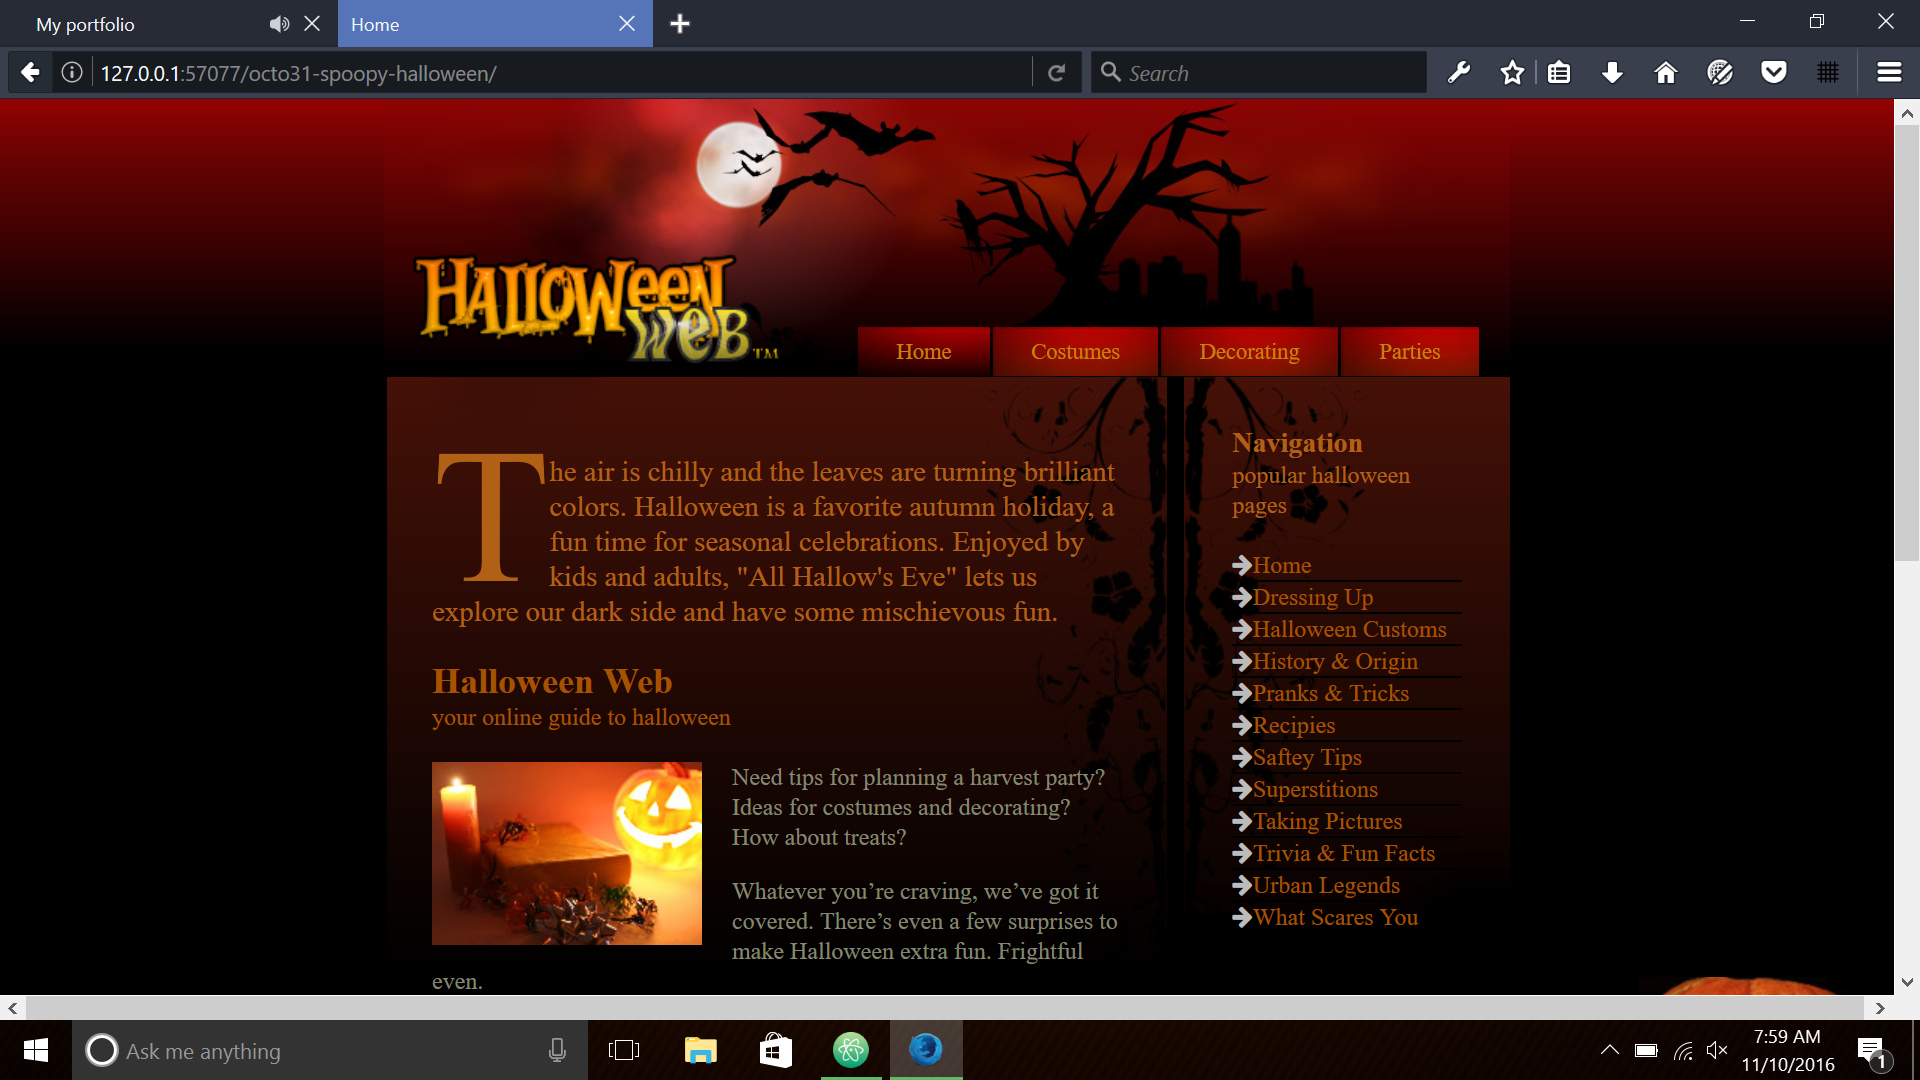 My portfolio
Home
127.0.0.1:57077/octo31-spoopy-halloween/
Search
HALLOWeeN
WeB™
Home
Costumes
Decorating
Parties
The air is chilly and the leaves are turning brilliant
colors. Halloween is a favorite autumn holiday, a
fun time for seasonal celebrations. Enjoyed by
kids and adults, "All Hallow's Eve" lets us
explore our dark side and have some mischievous fun.
Halloween Web
your online guide to halloween
Need tips for planning a harvest party?
Ideas for costumes and decorating?
How about treats?
Whatever you’re craving, we’ve got it
covered. There’s even a few surprises to
make Halloween extra fun. Frightful
even.
Navigation
popular halloween
pages
Home
Dressing Up
Halloween Customs
History & Origin
Pranks & Tricks
Recipies
Saftey Tips
Superstitions
Taking Pictures
Trivia & Fun Facts
Urban Legends
What Scares You
Ask me anything
7:59 AM
11/10/2016
1